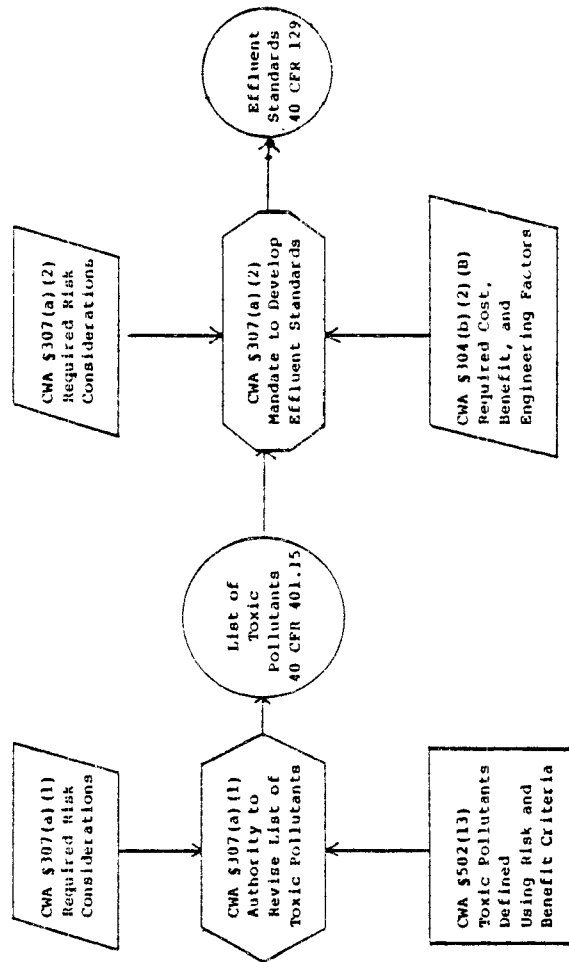 CWA §307(a)(1)
Required Risk
Considerations
CWA §307(a)(1)
Authority to
Revise List of
Toxic Pollutants
CWA §502(13)
Toxic Pollutants
Defined
Using Risk and
Benefit Criteria
List of
Toxic
Pollutants
40 CFR 401.15
CWA §307(a)(2)
Required Risk
Considerations
CWA §307(a)(2)
Mandate to Develop
Effluent Standards
CWA §304(b)(2)(B)
Required Cost,
Benefit, and
Engineering Factors
Effluent
Standards
40 CFR 129